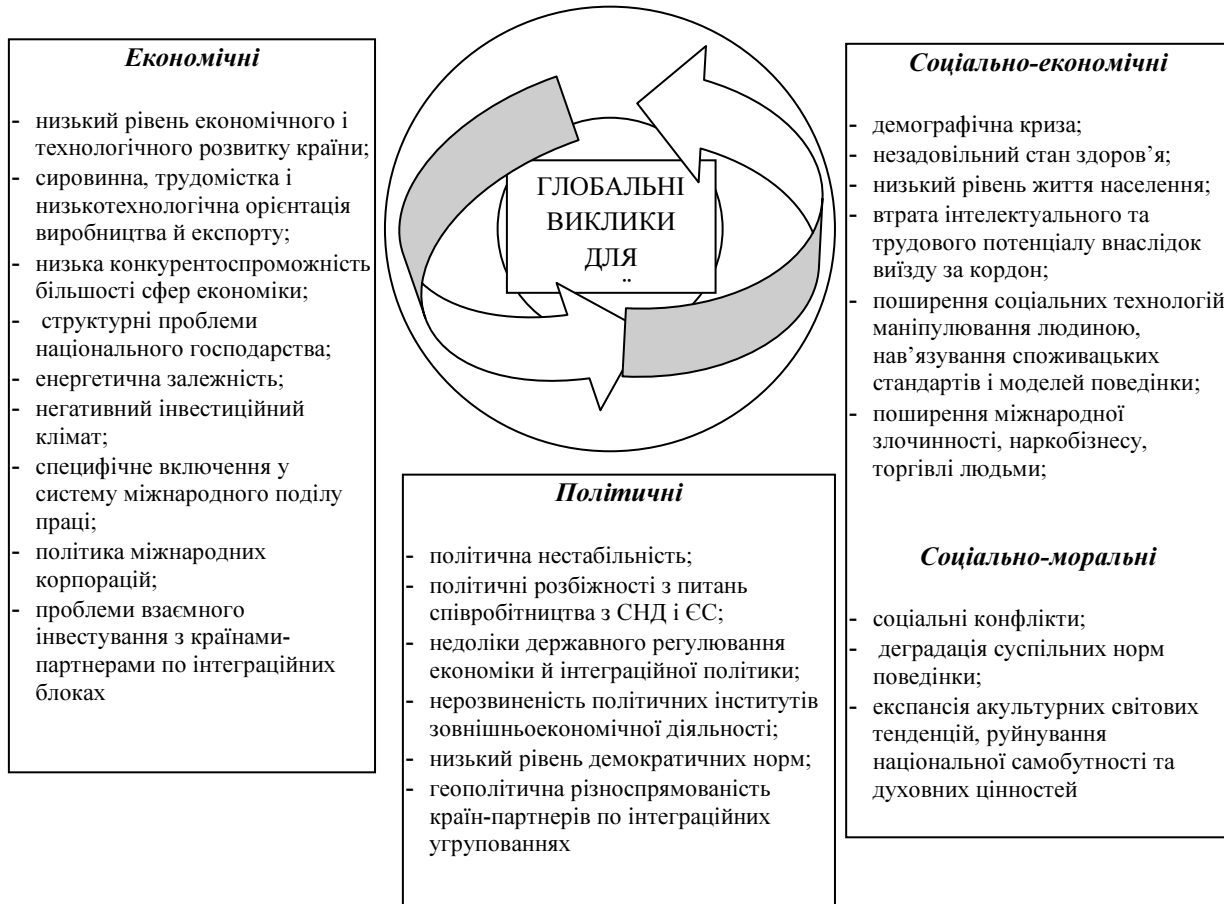 Економічні
- низький рівень економічного і
технологічного розвитку країни;
- сировинна, трудомістка і
низькотехнологічна орієнтація
виробництва й експорту;
- низька конкурентоспроможність
більшості сфер економіки;
- структурні проблеми
національного господарства;
- енергетична залежність;
- негативний інвестиційний
клімат;
- специфічне включення у
систему міжнародного поділу
праці;
- політика міжнародних
корпорацій;
- проблеми взаємного
інвестування з країнами-
партнерами по інтеграційних
блоках
ГЛОБАЛЬНІ
ВИКЛИКИ
ДЛЯ
Політичні
- політична нестабільність;
- політичні розбіжності з питань
співробітництва з СНД і ЄС;
- недоліки державного регулювання
економіки й інтеграційної політики;
- нерозвиненість політичних інститутів
зовнішньоекономічної діяльності;
- низький рівень демократичних норм;
- геополітична різноспрямованість
країн-партнерів по інтеграційних
угрупованнях
Соціально-економічні
- демографічна криза;
- незадовільний стан здоров’я;
- низький рівень життя населення;
- втрата інтелектуального та
трудового потенціалу внаслідок
виїзду за кордон;
- поширення соціальних технологій
маніпулювання людиною,
нав’язування споживацьких
стандартів і моделей поведінки;
- поширення міжнародної
злочинності, наркобізнесу,
торгівлі людьми;
Соціально-моральні
- соціальні конфлікти;
- деградація суспільних норм
поведінки;
- експансія акультурних світових
тенденцій, руйнування
національної самобутності та
духовних цінностей